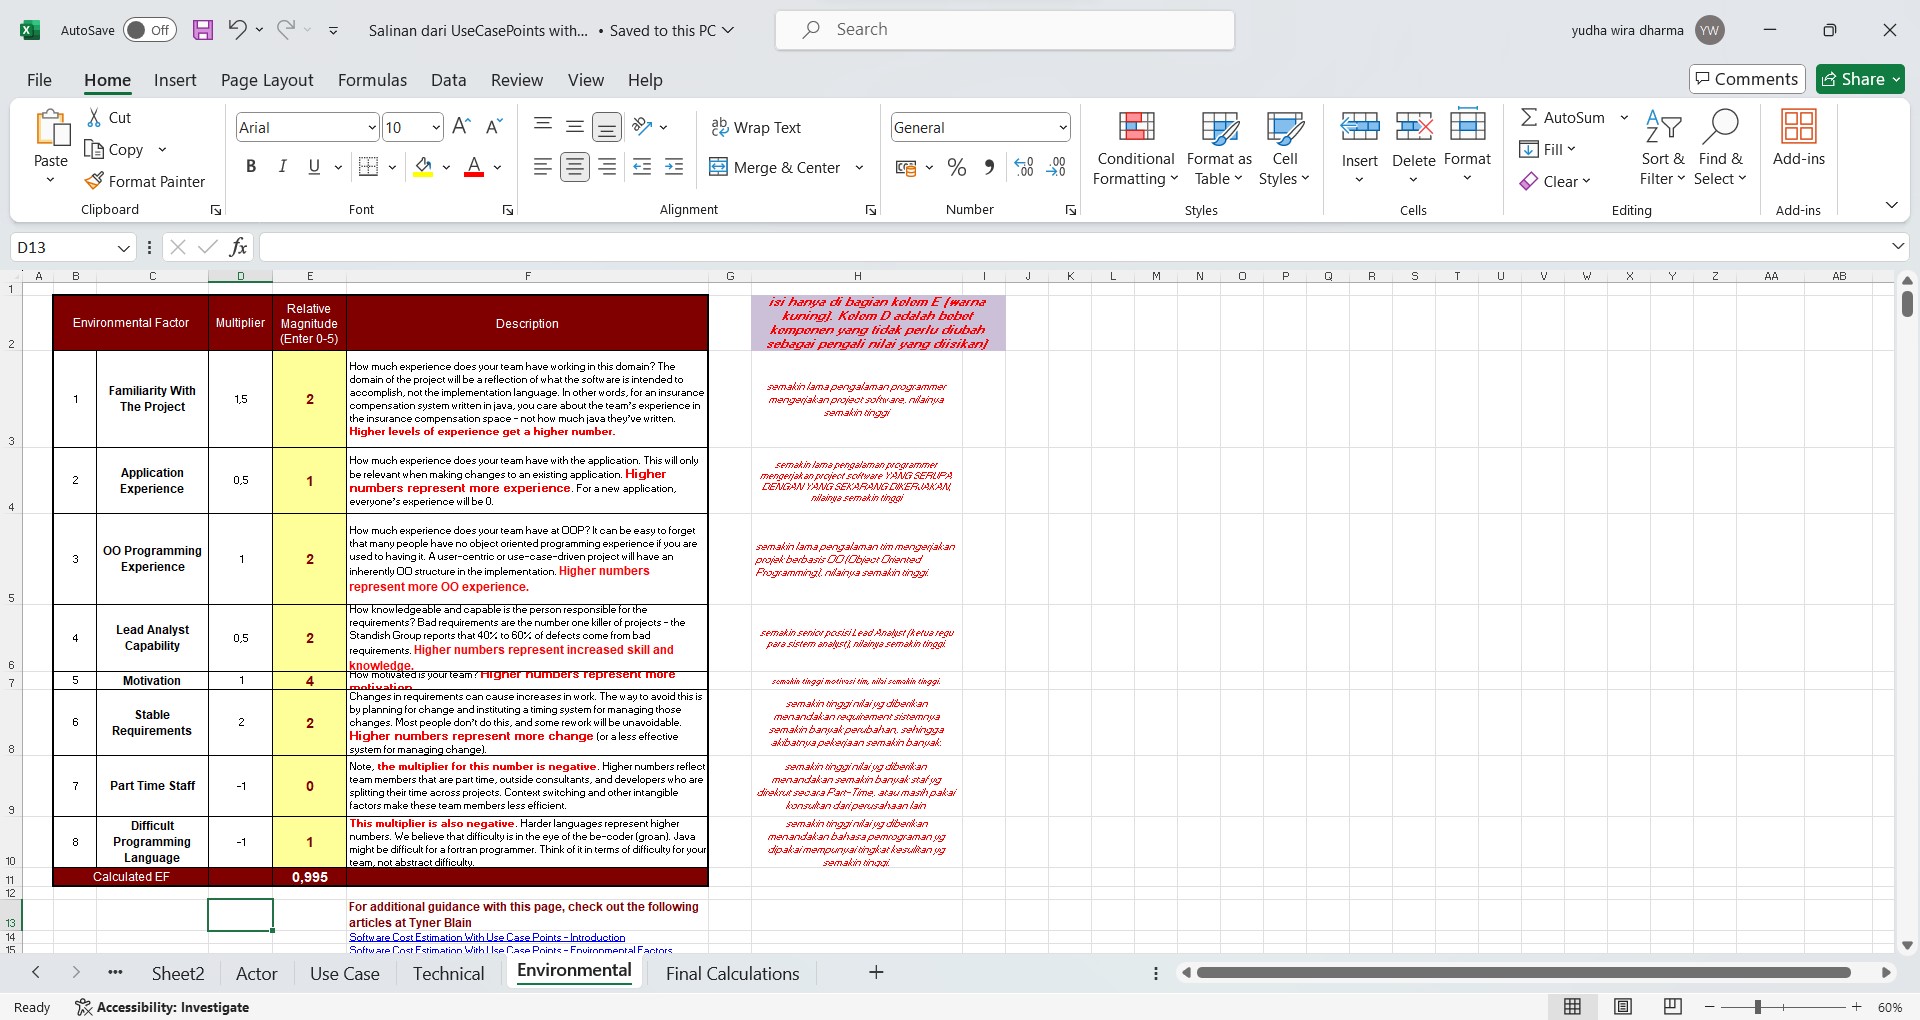 AutoSave Off Salinan dari UseCasePoints with... • Saved to this PC Search yudha wira dharma YW
File Home Insert Page Layout Formulas Data Review View Help Comments Share
Paste Cut Copy Format Painter Clipboard
Arial 10 B I U Font
ab Wrap Text Merge & Center Alignment
General % Number
Conditional Formatting Format as Table Cell Styles Styles
Insert Delete Format Cells
AutoSum Fill Clear Sort & Filter Find & Select Editing
Add-ins Add-ins
D13 fx
A B C D E F G H I J K L M N O P Q R S T U V W X Y Z AA AB
1
2
Environmental Factor Multiplier Relative Magnitude (Enter 0-5) Description
isi hanya di bagian kolom E (warna
kuning). Kolom D adalah bobot
komponen yang tidak perlu diubah
sebagai pengali nilai yang diisikan)
3
1 Familiarity With The Project 1,5 2
How much experience does your team have working in this domain? The
domain of the project will be a reflection of what the software is intended to
accomplish, not the implementation language. In other words, for an insurance
compensation system written in java, you care about the team's experience in
the insurance compensation space - not how much java they've written.
Higher levels of experience get a higher number.
semakin lama pengalaman programmer
mengerjakan project software, nilainya
semakin tinggi
4
2 Application Experience 0,5 1
How much experience does your team have with the application. This will only
be relevant when making changes to an existing application. Higher
numbers represent more experience. For a new application,
everyone's experience will be 0.
semakin lama pengalaman programmer
mengerjakan project software YANG SERUPA
DENGAN YANG SEKARANG DIKERJAKAN,
nilainya semakin tinggi
5
3 OO Programming Experience 1 2
How much experience does your team have at OOP? It can be easy to forget
that many people have no object oriented programming experience if you are
used to having it. A user-centric or use-case-driven project will have an
inherently OO structure in the implementation. Higher numbers
represent more OO experience.
semakin lama pengalaman tim mengerjakan
projek berbasis OO (Object Oriented
Programming), nilainya semakin tinggi.
6
4 Lead Analyst Capability 0,5 2
How knowledgeable and capable is the person responsible for the
requirements? Bad requirements are the number one killer of projects - the
Standish Group reports that 40% to 60% of defects come from bad
requirements. Higher numbers represent increased skill and
knowledge.
semakin senior posisi Lead Analyst (ketua regu
para sistem analyst), nilainya semakin tinggi.
7
5 Motivation 1 4
How motivated is your team? Higher numbers represent more
motivation
semakin tinggi motivasi tim, nilai semakin tinggi.
8
6 Stable Requirements 2 2
Changes in requirements can cause increases in work. The way to avoid this is
by planning for change and instituting a timing system for managing those
changes. Most people don't do this, and some rework will be unavoidable.
Higher numbers represent more change (or a less effective
system for managing change).
semakin tinggi nilai yg diberikan
menandakan requirement sistemnya
semakin banyak perubahan, sehingga
akibatnya pekerjaan semakin banyak.
9
7 Part Time Staff -1 0
Note, the multiplier for this number is negative. Higher numbers reflect
team members that are part time, outside consultants, and developers who are
splitting their time across projects. Context switching and other intangible
factors make these team members less efficient.
semakin tinggi nilai yg diberikan
menandakan semakin banyak staf yg
direkrut secara Part-Time, atau masih pakai
konsultan dari perusahaan lain
10
8 Difficult Programming Language -1 1
This multiplier is also negative. Harder languages represent higher
numbers. We believe that difficulty is in the eye of the be-coder (groan). Java
might be difficult for a fortran programmer. Think of it in terms of difficulty for your
team, not abstract difficulty.
semakin tinggi nilai yg diberikan
menandakan bahasa pemrograman yg
dipakai mempunyai tingkat kesulitan yg
semakin tinggi.
11
Calculated EF 0,995
12
13
For additional guidance with this page, check out the following
articles at Tyner Blain
14
Software Cost Estimation With Use Case Points - Introduction
15
Software Cost Estimation With Use Case Points - Environmental Factors
Sheet2 Actor Use Case Technical Environmental Final Calculations
Ready Accessibility: Investigate 60%